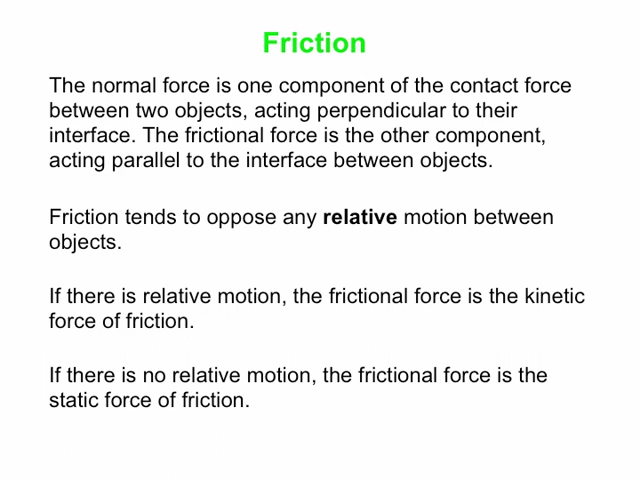 Friction
The normal force is one component of the contact force
between two objects, acting perpendicular to their
interface. The frictional force is the other component,
acting parallel to the interface between objects.
Friction tends to oppose any relative motion between
objects.
If there is relative motion, the frictional force is the kinetic
force of friction.
If there is no relative motion, the frictional force is the
static force of friction.